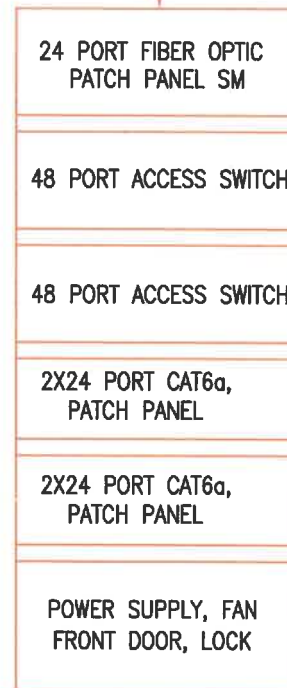 24 PORT FIBER OPTIC
PATCH PANEL SM
48 PORT ACCESS SWITCH
48 PORT ACCESS SWITCH
2X24 PORT CAT6a,
PATCH PANEL
2X24 PORT CAT6a,
PATCH PANEL
POWER SUPPLY, FAN
FRONT DOOR, LOCK